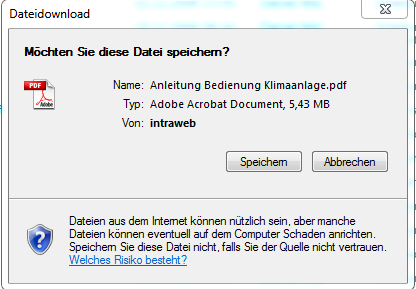 Dateidownload
Möchten Sie diese Datei speichern?
PDF
Adobe
Name: Anleitung Bedienung Klimaanlage.pdf
Typ: Adobe Acrobat Document, 5,43 MB
Von: intraweb
Speichern Abbrechen
Dateien aus dem Internet können nützlich sein, aber manche
Dateien können eventuell auf dem Computer Schaden anrichten.
Speichern Sie diese Datei nicht, falls Sie der Quelle nicht vertrauen.
Welches Risiko besteht?